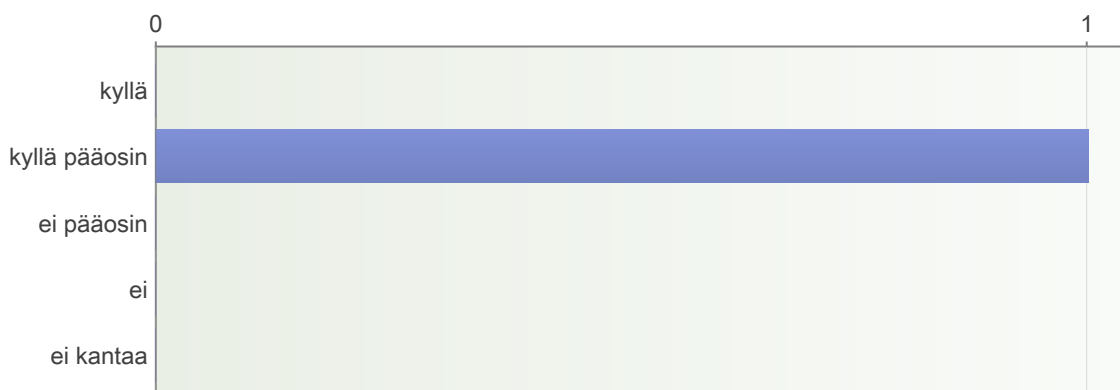 0 1
kyllä
kyllä pääosin
ei pääosin
ei
ei kantaa